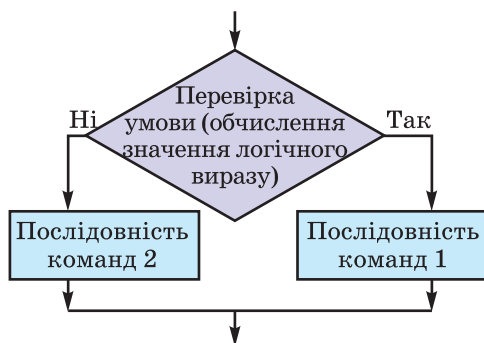 Перевірка
умови (обчислення
значення логічного
виразу)
Ні
Так
Послідовність
команд 2
Послідовність
команд 1